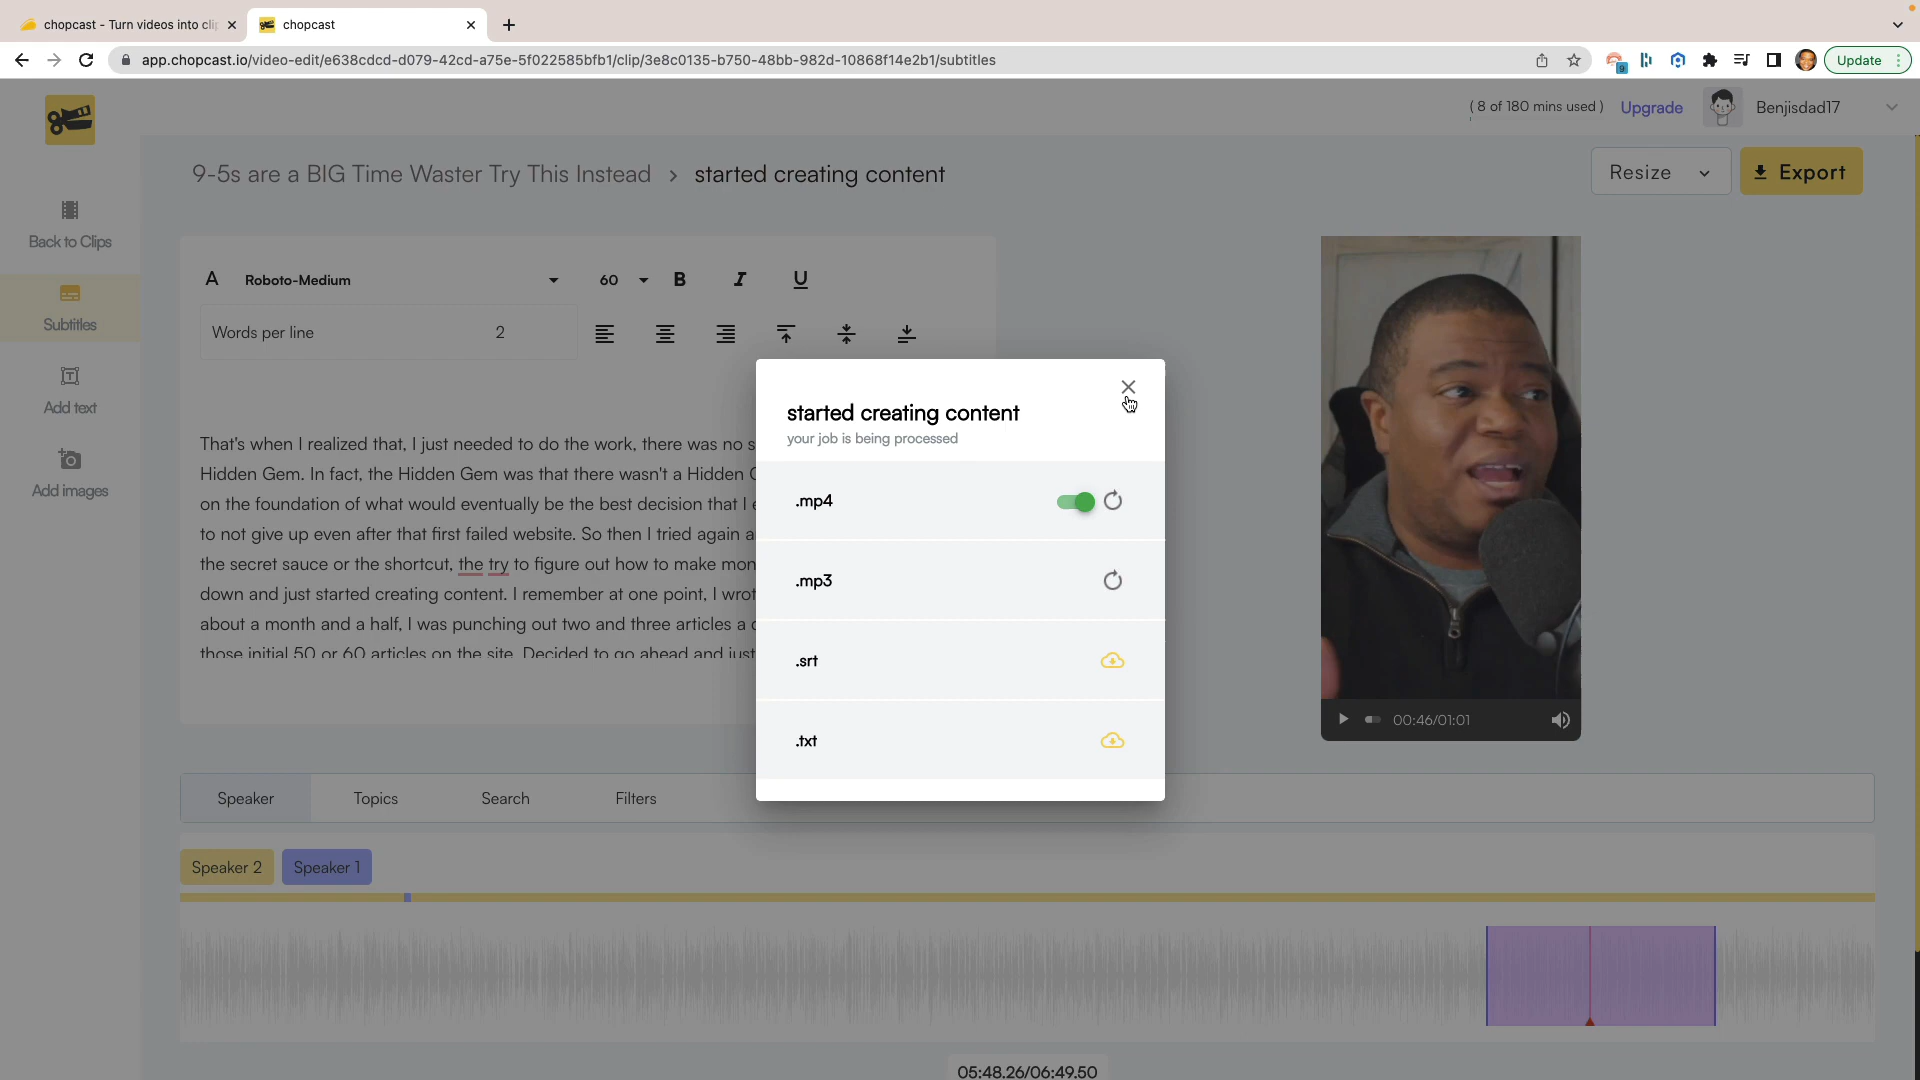 chopcast - Turn videos into cli
chopcast
app.chopcast.io/video-edit/e638cdcd-d079-42cd-a75e-5f022585bfb1/clip/3e8c0135-b750-48bb-982d-10868f14e2b1/subtitles
9
Update
( 8 of 180 mins used )
Upgrade
Benjisdad17
9-5s are a BIG Time Waster Try This Instead > started creating content
Resize
Export
Back to Clips
Subtitles
Add text
Add images
A Roboto-Medium 60 B I U
Words per line 2
That's when I realized that, I just needed to do the work, there was no s
Hidden Gem. In fact, the Hidden Gem was that there wasn't a Hidden
on the foundation of what would eventually be the best decision that I
to not give up even after that first failed website. So then I tried again a
the secret sauce or the shortcut, the try to figure out how to make mon
down and just started creating content. I remember at one point, I wrot
about a month and a half, I was punching out two and three articles a
those initial 50 or 60 articles on the site. Decided to go ahead and just
started creating content
your job is being processed
.mp4
.mp3
.srt
.txt
00:46/01:01
Speaker
Topics
Search
Filters
Speaker 2
Speaker 1
05:48.26/06:49.50